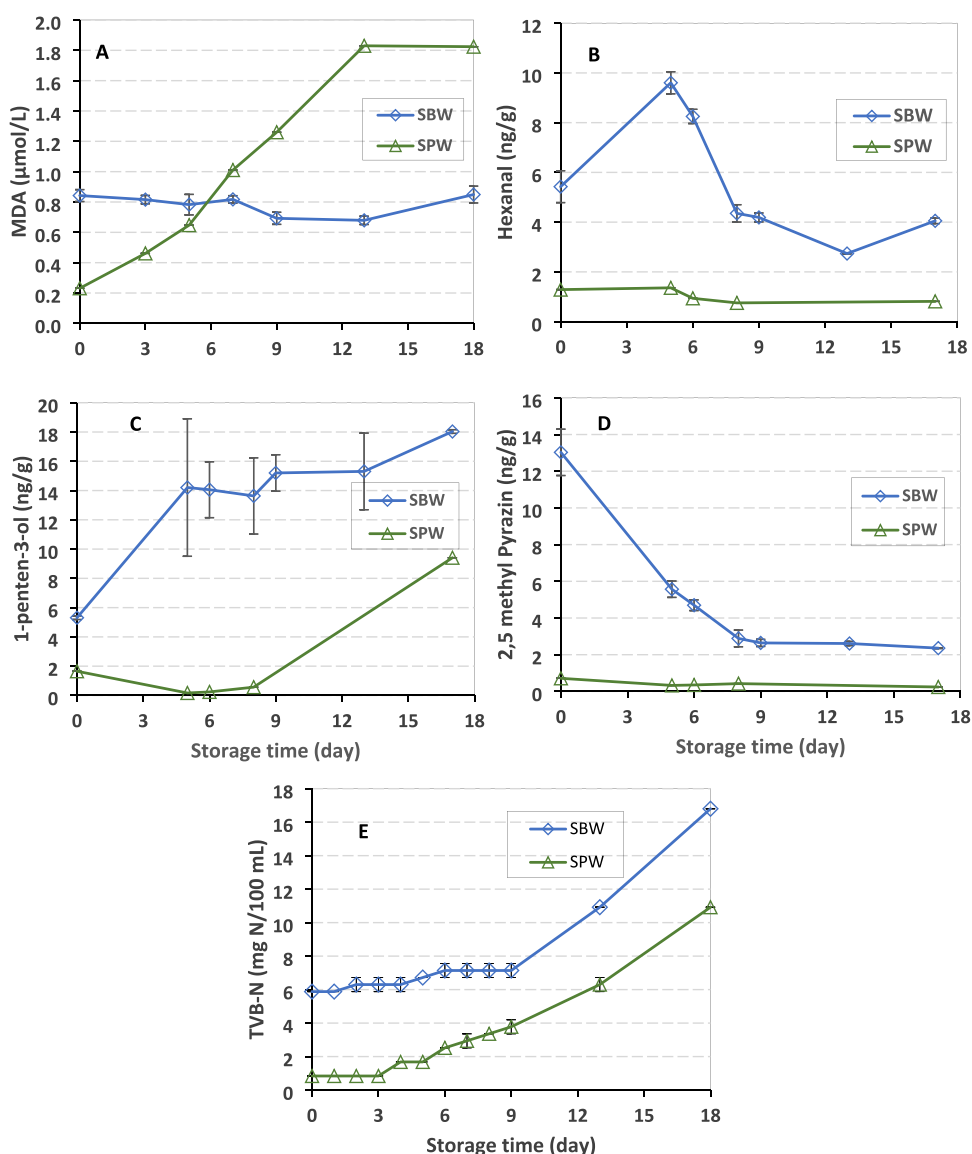 A
MDA (µmol/L)
2.0
1.8
1.6
1.4
1.2
1.0
0.8
0.6
0.4
0.2
0.0
0 3 6 9 12 15 18
SBW
SPW
B
Hexanal (ng/g)
12
10
8
6
4
2
0
0 3 6 9 12 15 18
SBW
SPW
C
1-penten-3-ol (ng/g)
20
18
16
14
12
10
8
6
4
2
0
0 3 6 9 12 15 18
Storage time (day)
SBW
SPW
D
2,5 methyl Pyrazin (ng/g)
16
14
12
10
8
6
4
2
0
0 3 6 9 12 15 18
Storage time (day)
SBW
SPW
E
TVB-N (mg N/100 mL)
18
16
14
12
10
8
6
4
2
0
0 3 6 9 12 15 18
Storage time (day)
SBW
SPW